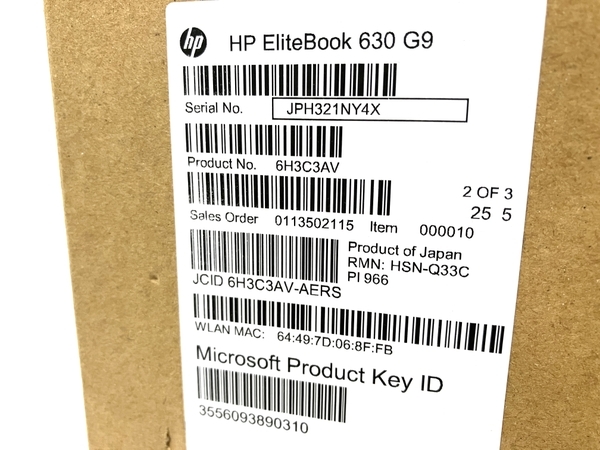 hp HP EliteBook 630 G9
Serial No. JPH321NY4X
Product No. 6H3C3AV
2 OF 3
25 5
Sales Order 0113502115 Item 000010
Product of Japan
RMN: HSN-Q33C
PI 966
JCID 6H3C3AV-AERS
WLAN MAC: 64:49:7D:06:8F:FB
Microsoft Product Key ID
3556093890310